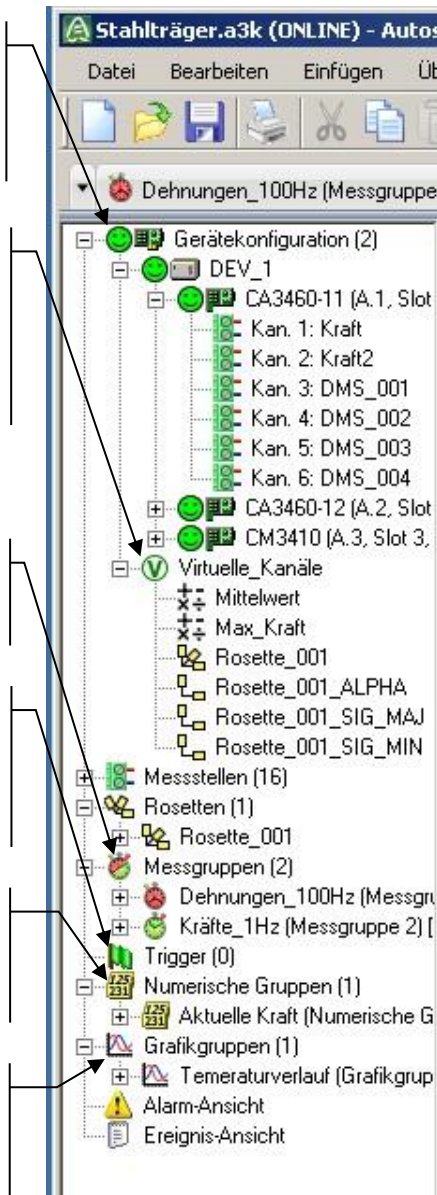 Stahlträger.a3k (ONLINE) - Autos
Datei Bearbeiten Einfügen Üb
Dehnungen_100Hz (Messgruppe
Gerätekonfiguration (2)
DEV_1
CA3460-11 (A.1, Slot
Kan. 1: Kraft
Kan. 2: Kraft2
Kan. 3: DMS_001
Kan. 4: DMS_002
Kan. 5: DMS_003
Kan. 6: DMS_004
CA3460-12 (A.2, Slot
CM3410 (A.3, Slot 3,
V Virtuelle_Kanäle
Mittelwert
Max_Kraft
Rosette_001
Rosette_001_ALPHA
Rosette_001_SIG_MAJ
Rosette_001_SIG_MIN
Messstellen (16)
Rosetten (1)
Rosette_001
Messgruppen (2)
Dehnungen_100Hz (Messgru
Kräfte_1Hz (Messgruppe 2) [
Trigger (0)
Numerische Gruppen (1)
Aktuelle Kraft (Numerische G
Grafikgruppen (1)
Temeraturverlauf (Grafikgrup
Alarm-Ansicht
Ereignis-Ansicht